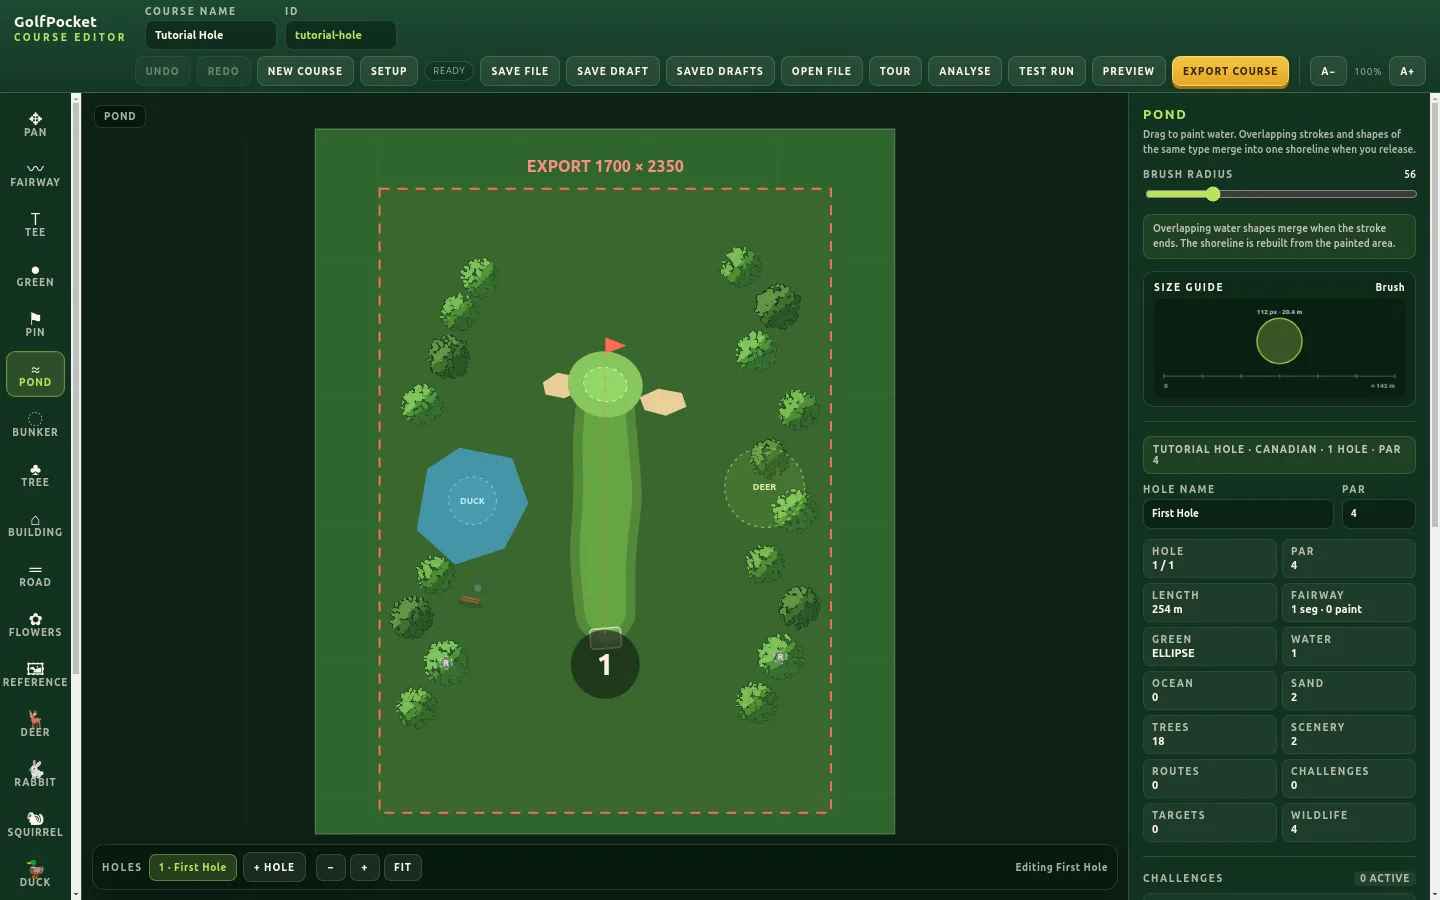 GolfPocket
COURSE EDITOR
COURSE NAME
Tutorial Hole
ID
tutorial-hole
UNDO
REDO
NEW COURSE
SETUP
READY
SAVE FILE
SAVE DRAFT
SAVED DRAFTS
OPEN FILE
TOUR
ANALYSE
TEST RUN
PREVIEW
EXPORT COURSE
A−
100%
A+
PAN
FAIRWAY
T
TEE
GREEN
PIN
POND
BUNKER
TREE
BUILDING
ROAD
FLOWERS
REFERENCE
DEER
RABBIT
SQUIRREL
DUCK
POND
EXPORT 1700 × 2350
DUCK
DEER
R
R
1
HOLES
1 · First Hole
+ HOLE
−
+
FIT
Editing First Hole
POND
Drag to paint water. Overlapping strokes and shapes of
the same type merge into one shoreline when you release.
BRUSH RADIUS
56
Overlapping water shapes merge when the stroke
ends. The shoreline is rebuilt from the painted area.
SIZE GUIDE
Brush
112 px · 28.4 m
0
≈ 145 m
TUTORIAL HOLE · CANADIAN · 1 HOLE · PAR
4
HOLE NAME
First Hole
PAR
4
HOLE
1 / 1
PAR
4
LENGTH
254 m
FAIRWAY
1 seg · 0 paint
GREEN
ELLIPSE
WATER
1
OCEAN
0
SAND
2
TREES
18
SCENERY
2
ROUTES
0
CHALLENGES
0
TARGETS
0
WILDLIFE
4
CHALLENGES
0 ACTIVE